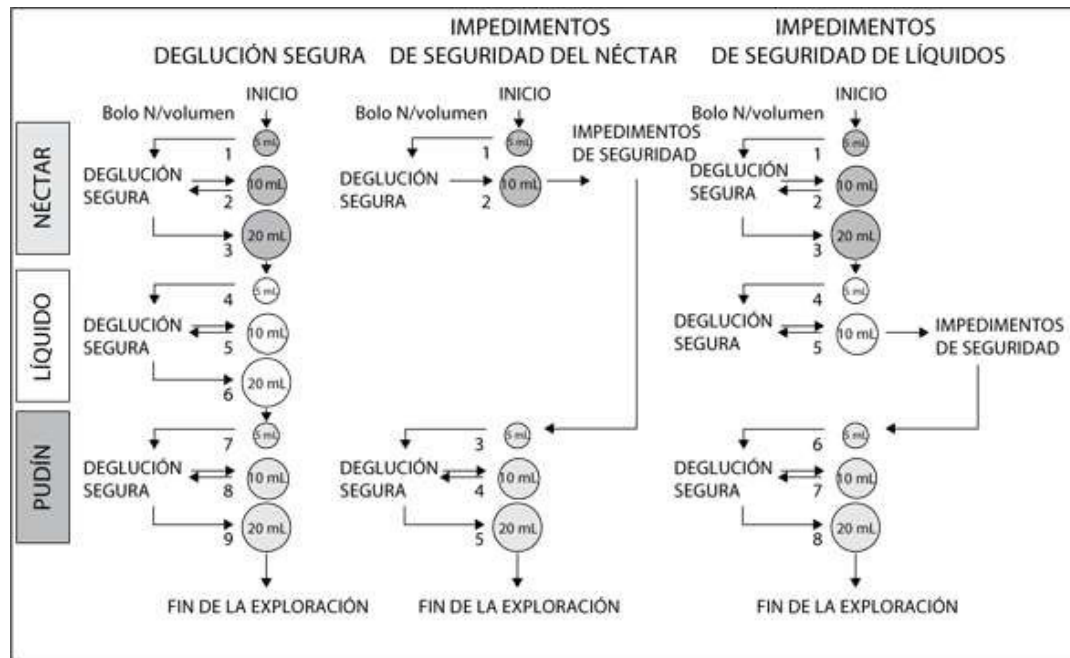 DEGLUCIÓN SEGURA
IMPEDIMENTOS
DE SEGURIDAD DEL NÉCTAR
IMPEDIMENTOS
DE SEGURIDAD DE LÍQUIDOS
NÉCTAR
LÍQUIDO
PUDÍN
INICIO
Bolo N/volumen
5 mL
1
DEGLUCIÓN
SEGURA
10 mL
2
20 mL
3
5 mL
4
DEGLUCIÓN
SEGURA
10 mL
5
20 mL
6
5 mL
7
DEGLUCIÓN
SEGURA
10 mL
8
20 mL
9
FIN DE LA EXPLORACIÓN
INICIO
Bolo N/volumen
5 mL
1
IMPEDIMENTOS
DE SEGURIDAD
DEGLUCIÓN
SEGURA
10 mL
2
5 mL
3
DEGLUCIÓN
SEGURA
10 mL
4
20 mL
5
FIN DE LA EXPLORACIÓN
INICIO
Bolo N/volumen
5 mL
1
DEGLUCIÓN
SEGURA
10 mL
2
20 mL
3
5 mL
4
DEGLUCIÓN
SEGURA
10 mL
5
IMPEDIMENTOS
DE SEGURIDAD
5 mL
6
DEGLUCIÓN
SEGURA
10 mL
7
20 mL
8
FIN DE LA EXPLORACIÓN